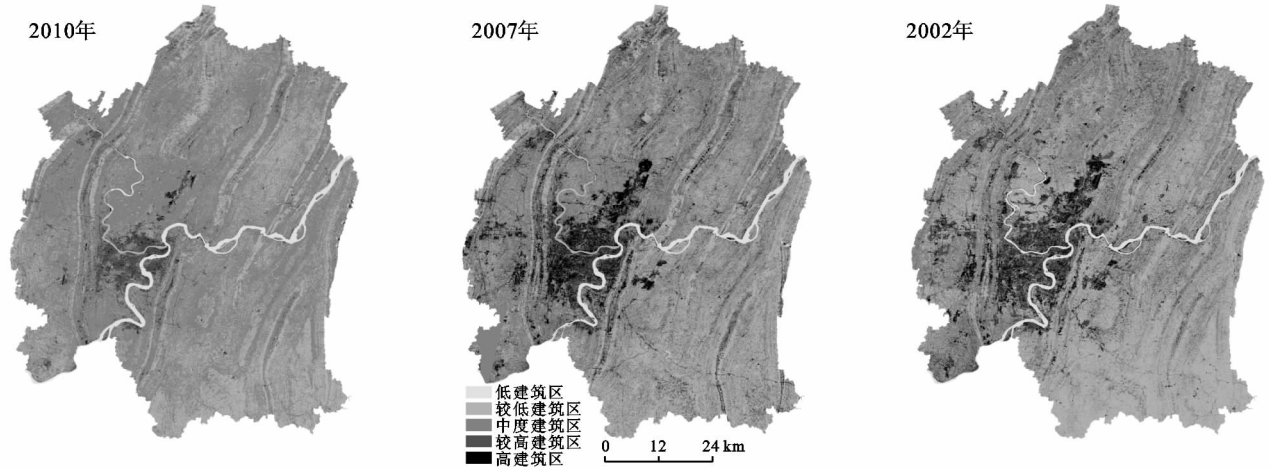 2010年
2007年
2002年
低建筑区
较低建筑区
中度建筑区
较高建筑区
高建筑区
0 12 24 km